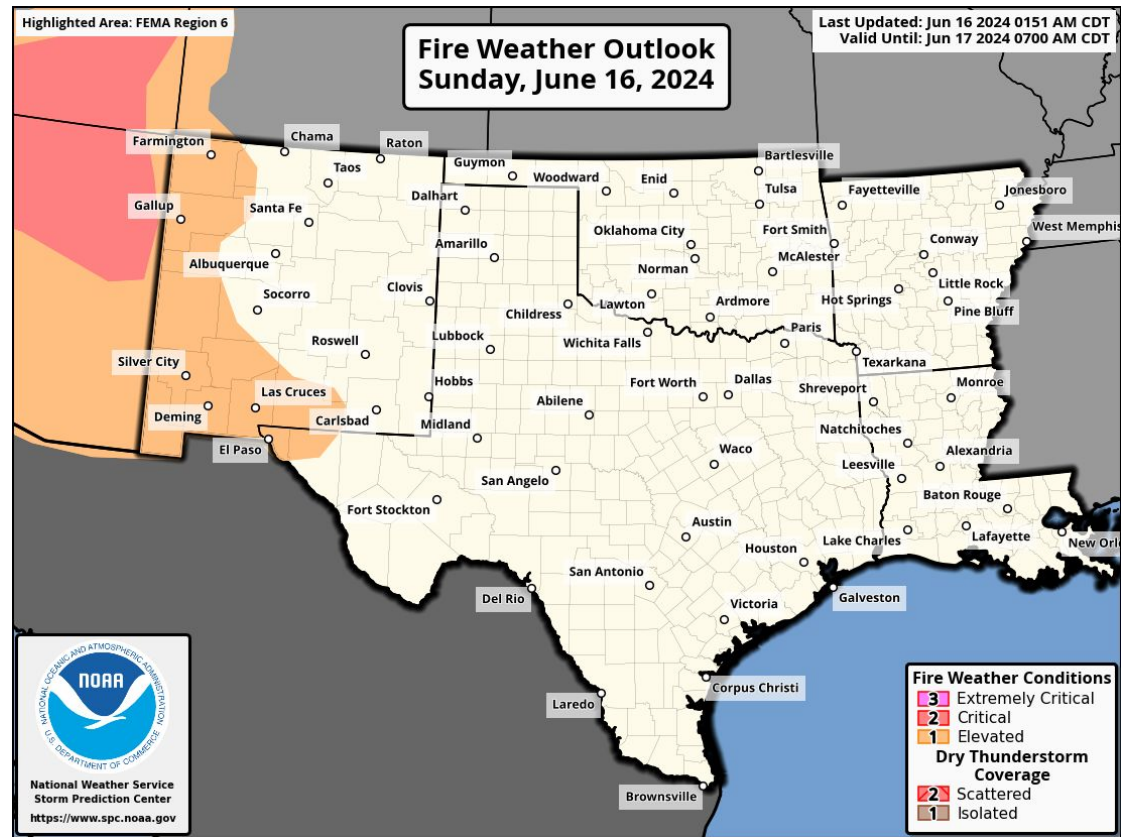 Highlighted Area: FEMA Region 6
Last Updated: Jun 16 2024 0151 AM CDT
Valid Until: Jun 17 2024 0700 AM CDT
Fire Weather Outlook
Sunday, June 16, 2024
Farmington
Chama
Raton
Taos
Guymon
Woodward
Enid
Bartlesville
Tulsa
Fayetteville
Jonesboro
Gallup
Santa Fe
Dalhart
Amarillo
Oklahoma City
Fort Smith
West Memphis
Conway
Albuquerque
Norman
McAlester
Little Rock
Socorro
Clovis
Childress
Lawton
Ardmore
Hot Springs
Pine Bluff
Roswell
Lubbock
Wichita Falls
Paris
Texarkana
Silver City
Hobbs
Fort Worth
Dallas
Shreveport
Monroe
Las Cruces
Deming
Carlsbad
Midland
Abilene
Natchitoches
El Paso
Waco
Leesville
Alexandria
San Angelo
Baton Rouge
Fort Stockton
Austin
Houston
Lake Charles
Lafayette
New Orl
San Antonio
Del Rio
Victoria
Galveston
Laredo
Corpus Christi
Brownsville
NATIONAL OCEANIC AND ATMOSPHERIC ADMINISTRATION
NOAA
U.S. DEPARTMENT OF COMMERCE
National Weather Service
Storm Prediction Center
https://www.spc.noaa.gov
Fire Weather Conditions
3 Extremely Critical
2 Critical
1 Elevated
Dry Thunderstorm
Coverage
2 Scattered
1 Isolated